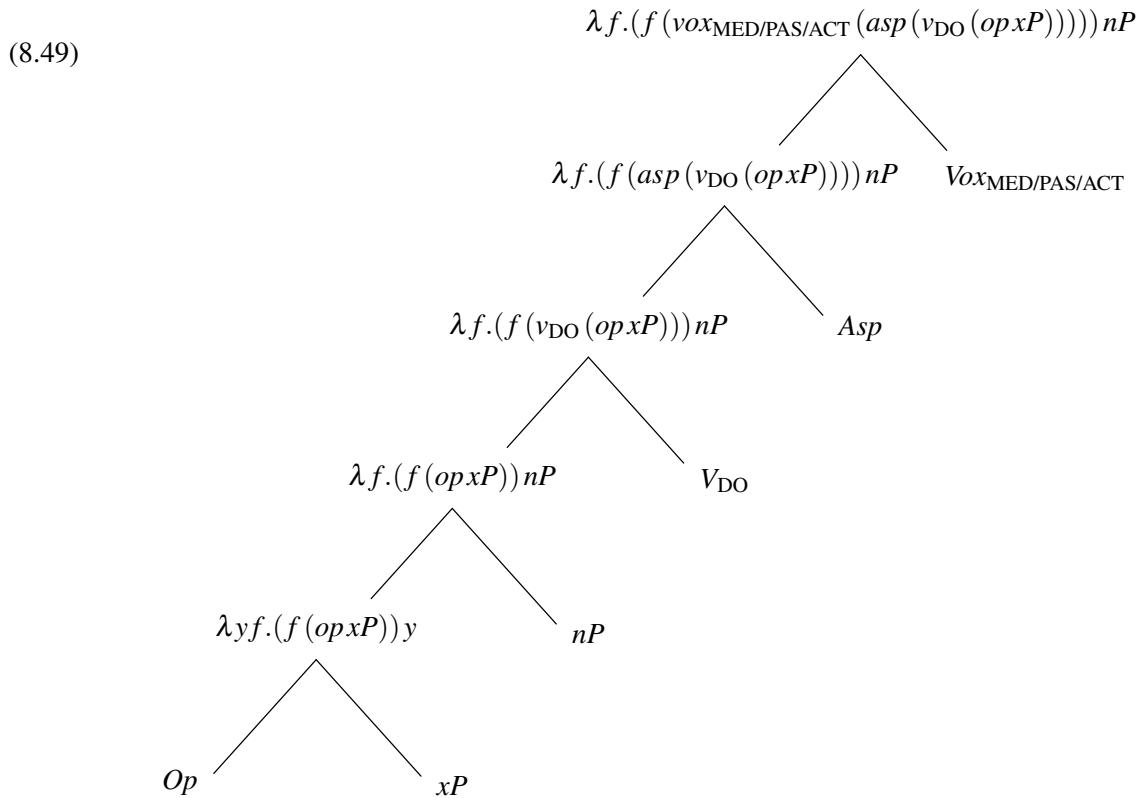 λf.(f(vox_MED/PAS/ACT(asp(v_DO(op xP)))))nP
(8.49)
λf.(f(asp(v_DO(op xP))))nP
Vox_MED/PAS/ACT
λf.(f(v_DO(op xP)))nP
Asp
λf.(f(op xP))nP
V_DO
λyf.(f(op xP))y
nP
Op
xP